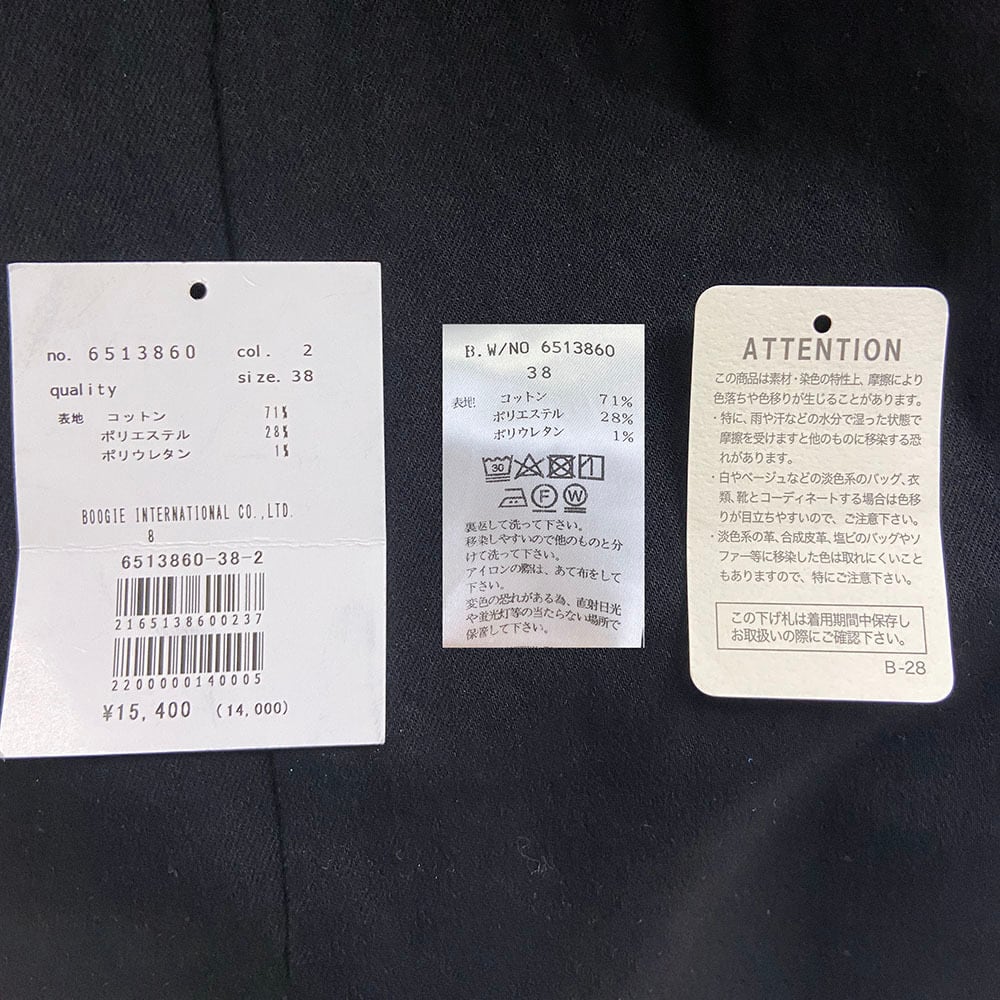 no. 6513860 col. 2
quality size. 38
表地 コットン 71%
ポリエステル 28%
ポリウレタン 1%
BOOGIE INTERNATIONAL CO.,LTD.
8
6513860-38-2
2165138600237
2200000140005
¥15,400 (14,000)
B.W/NO 6513860
38
表地: コットン 71%
ポリエステル 28%
ポリウレタン 1%
30
F W
裏返して洗って下さい。
移染しやすいので他のものと分
けて洗って下さい。
アイロンの際は、あて布をして
下さい。
変色の恐れがある為、直射日光
や蛍光灯等の当たらない場所で
保管して下さい。
ATTENTION
この商品は素材・染色の特性上、摩擦により
色落ちや色移りが生じることがあります。
・特に、雨や汗などの水分で湿った状態で
摩擦を受けますと他のものに移染する恐
れがあります。
・白やベージュなどの淡色系のバッグ、衣
類、靴とコーディネートする場合は色移
りが目立ちやすいので、ご注意下さい。
・淡色系の革、合成皮革、塩ビのバッグやソ
ファー等に移染した色は取れにくいこと
もありますので、特にご注意下さい。
この下げ札は着用期間中保存し
お取扱いの際にご確認下さい。
B-28